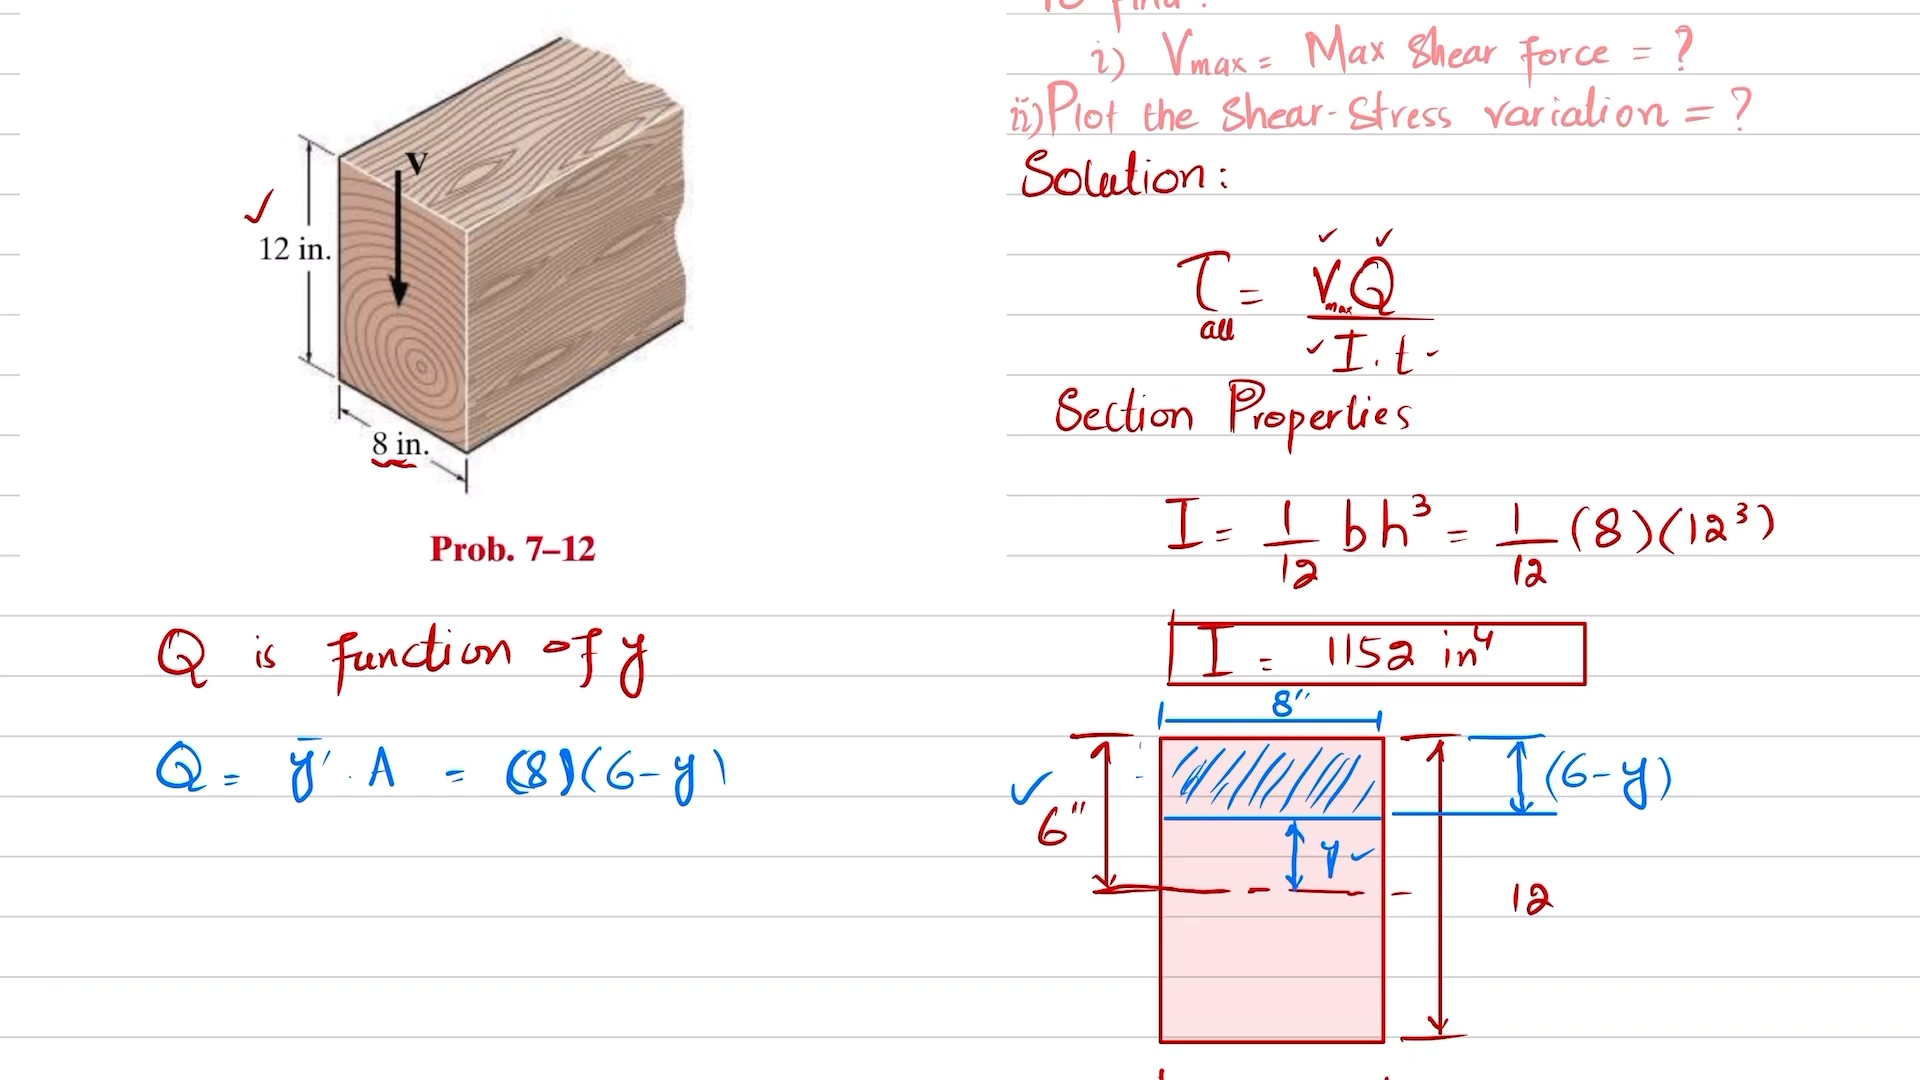 To find :
i) Vmax = Max Shear force = ?
ii) Plot the Shear-Stress variation = ?
Solution:
τall = VmaxQ / I.t
Section Properties
I = 1/12 bh³ = 1/12 (8)(12³)
I = 1152 in⁴
V
12 in.
8 in.
Prob. 7–12
Q is function of y
Q = ȳ' . A = (8)(6-y)
8"
6"
(6-y)
y
12